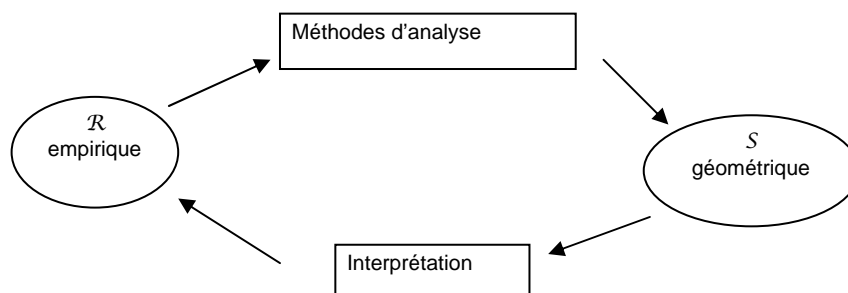 Méthodes d’analyse
ℛ
empirique
𝒮
géométrique
Interprétation